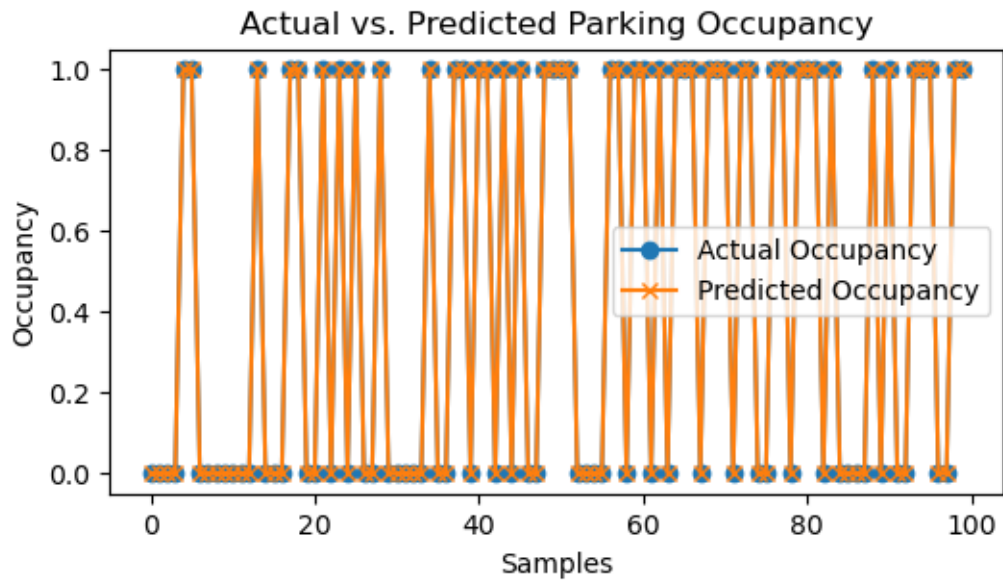 Actual vs. Predicted Parking Occupancy
1.0
0.8
0.6
0.4
0.2
0.0
Occupancy
Actual Occupancy
Predicted Occupancy
0 20 40 60 80 100
Samples